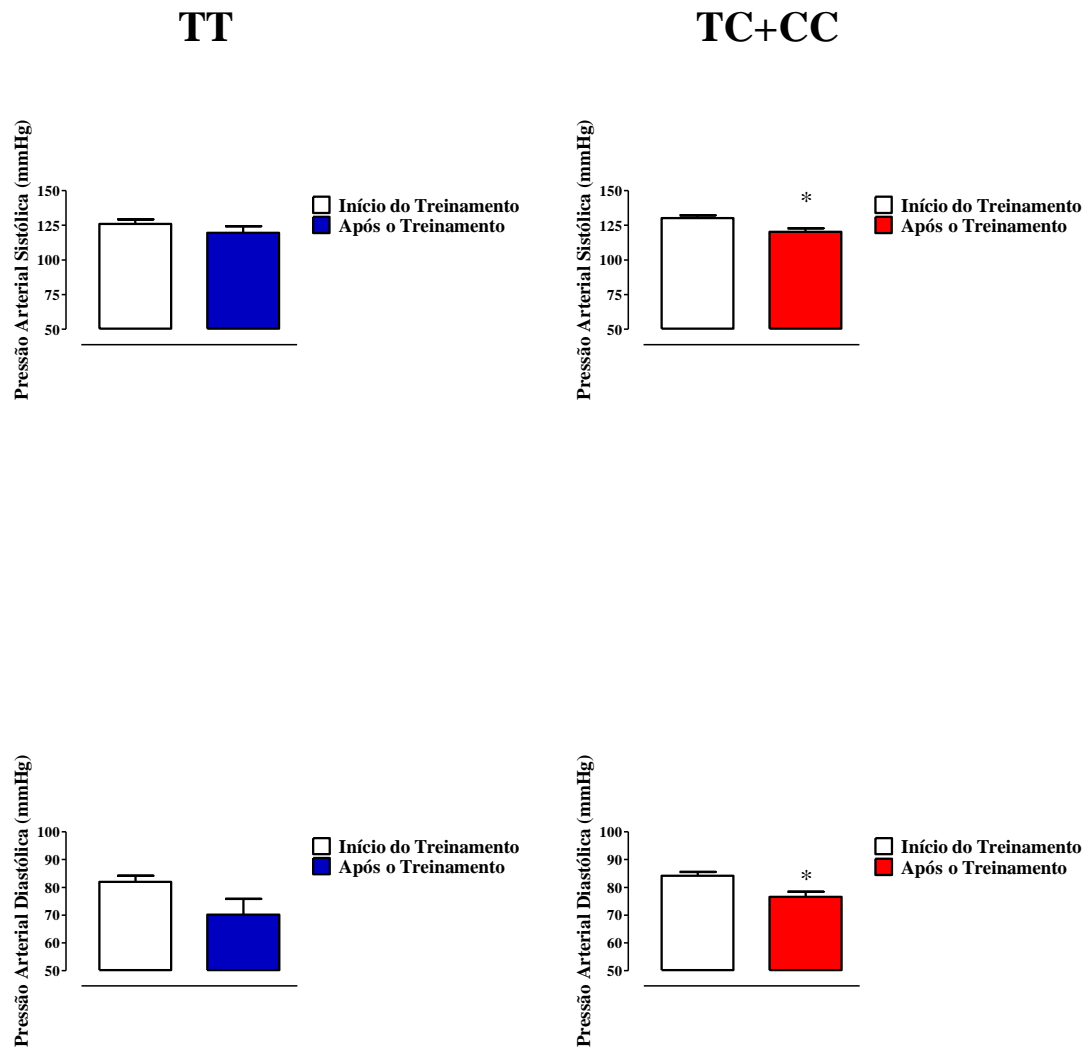 TT
TC+CC
Pressão Arterial Sistólica (mmHg)
150
125
100
75
50
Início do Treinamento
Após o Treinamento
Pressão Arterial Sistólica (mmHg)
150
125
100
75
50
*
Início do Treinamento
Após o Treinamento
Pressão Arterial Diastólica (mmHg)
100
90
80
70
60
50
Início do Treinamento
Após o Treinamento
Pressão Arterial Diastólica (mmHg)
100
90
80
70
60
50
*
Início do Treinamento
Após o Treinamento